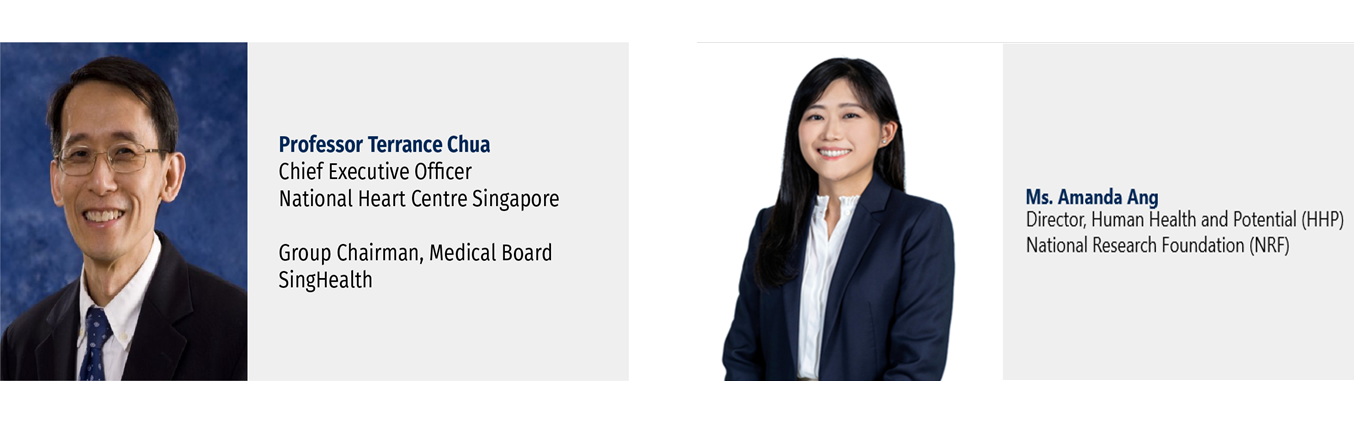 Professor Terrance Chua
Chief Executive Officer
National Heart Centre Singapore
Group Chairman, Medical Board
SingHealth
Ms. Amanda Ang
Director, Human Health and Potential (HHP)
National Research Foundation (NRF)